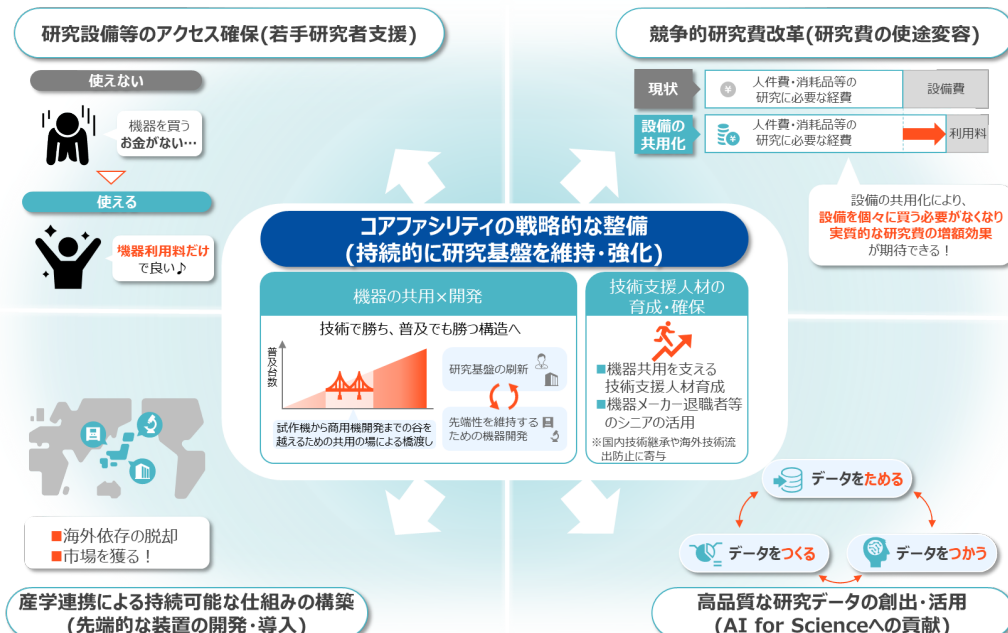 研究設備等のアクセス確保(若手研究者支援)
使えない
機器を買う
お金がない…
使える
機器利用料だけ
で良い♪
競争的研究費改革(研究費の使途変容)
現状
人件費・消耗品等の
研究に必要な経費
設備費
設備の
共用化
人件費・消耗品等の
研究に必要な経費
利用料
設備の共用化により、
設備を個々に買う必要がなくなり
実質的な研究費の増額効果
が期待できる！
コアファシリティの戦略的な整備
(持続的に研究基盤を維持・強化)
機器の共用×開発
技術で勝ち、普及でも勝つ構造へ
普及台数
試作機から商用機開発までの谷を
越えるための共用の場による橋渡し
研究基盤の刷新
先端性を維持する
ための機器開発
技術支援人材の
育成・確保
■機器共用を支える
技術支援人材育成
■機器メーカー退職者等
のシニアの活用
※国内技術継承や海外技術流
出防止に寄与
■海外依存の脱却
■市場を獲る！
産学連携による持続可能な仕組みの構築
(先端的な装置の開発・導入)
データをためる
データをつくる
データをつかう
高品質な研究データの創出・活用
(AI for Scienceへの貢献)